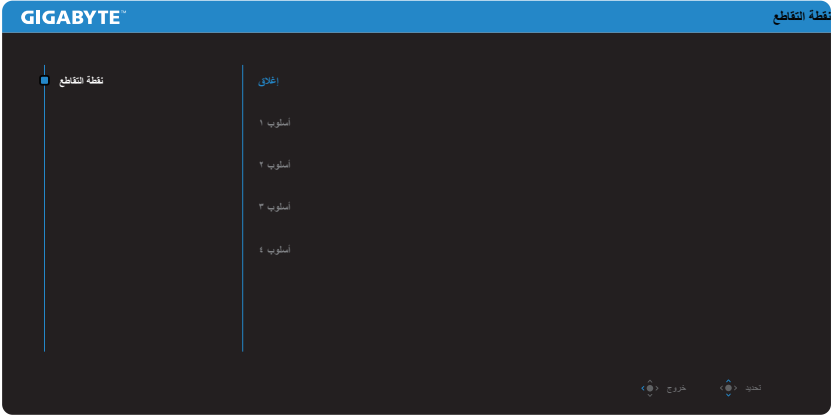 GIGABYTE™
نقطة التقاطع
نقطة التقاطع
إغلاق
أسلوب ١
أسلوب ٢
أسلوب ٣
أسلوب ٤
تحديد
خروج